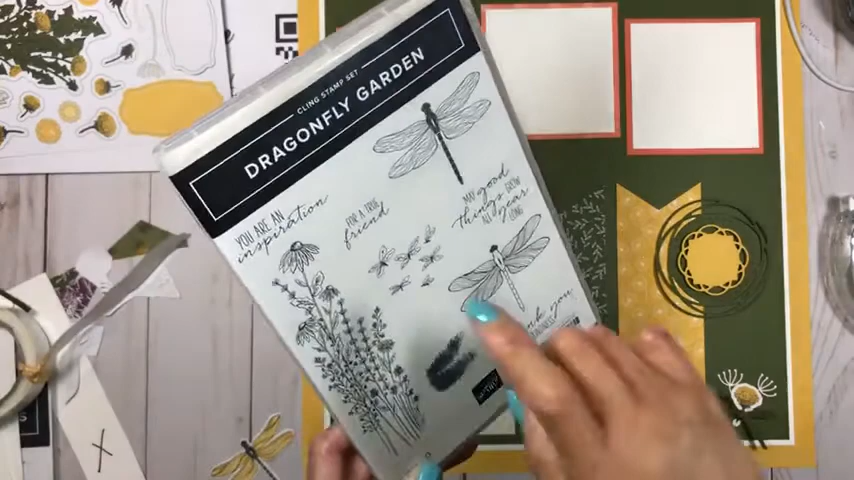 CLING STAMP SET
DRAGONFLY GARDEN
YOU ARE AN
inspiration
FOR A TRUE
friend
MAY good
things GROW
ALL year
LONG
you